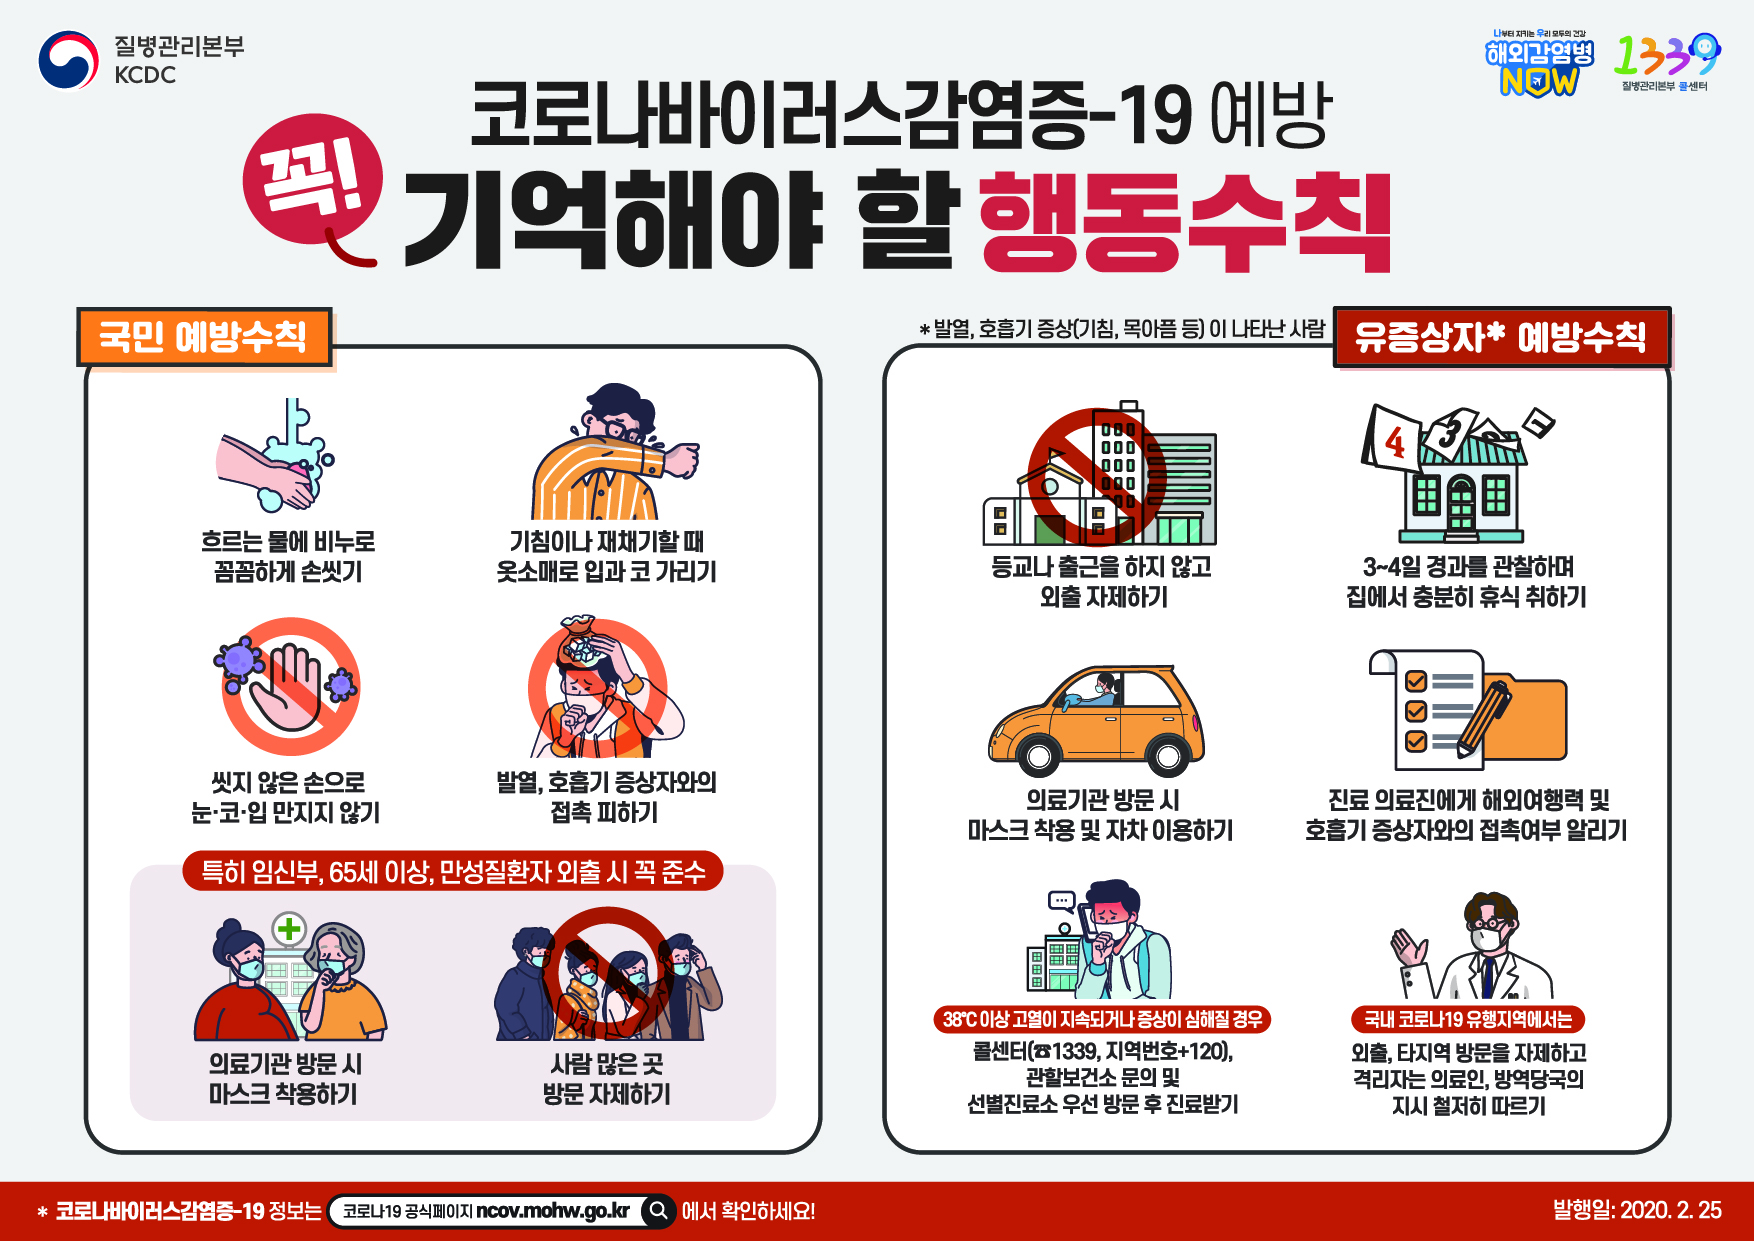 질병관리본부
KCDC
나부터 지키는 우리 모두의 건강
해외감염병
NOW
1339
질병관리본부 콜센터
코로나바이러스감염증-19 예방
꼭!
기억해야 할 행동수칙
국민 예방수칙
흐르는 물에 비누로
꼼꼼하게 손씻기
기침이나 재채기할 때
옷소매로 입과 코 가리기
씻지 않은 손으로
눈·코·입 만지지 않기
발열, 호흡기 증상자와의
접촉 피하기
특히 임신부, 65세 이상, 만성질환자 외출 시 꼭 준수
의료기관 방문 시
마스크 착용하기
사람 많은 곳
방문 자제하기
* 발열, 호흡기 증상(기침, 목아픔 등) 이 나타난 사람
유증상자* 예방수칙
등교나 출근을 하지 않고
외출 자제하기
4
3
1
3~4일 경과를 관찰하며
집에서 충분히 휴식 취하기
의료기관 방문 시
마스크 착용 및 자차 이용하기
진료 의료진에게 해외여행력 및
호흡기 증상자와의 접촉여부 알리기
38℃ 이상 고열이 지속되거나 증상이 심해질 경우
콜센터(☎1339, 지역번호+120),
관할보건소 문의 및
선별진료소 우선 방문 후 진료받기
국내 코로나19 유행지역에서는
외출, 타지역 방문을 자제하고
격리자는 의료인, 방역당국의
지시 철저히 따르기
* 코로나바이러스감염증-19 정보는 코로나19 공식페이지 ncov.mohw.go.kr 에서 확인하세요!
발행일: 2020. 2. 25